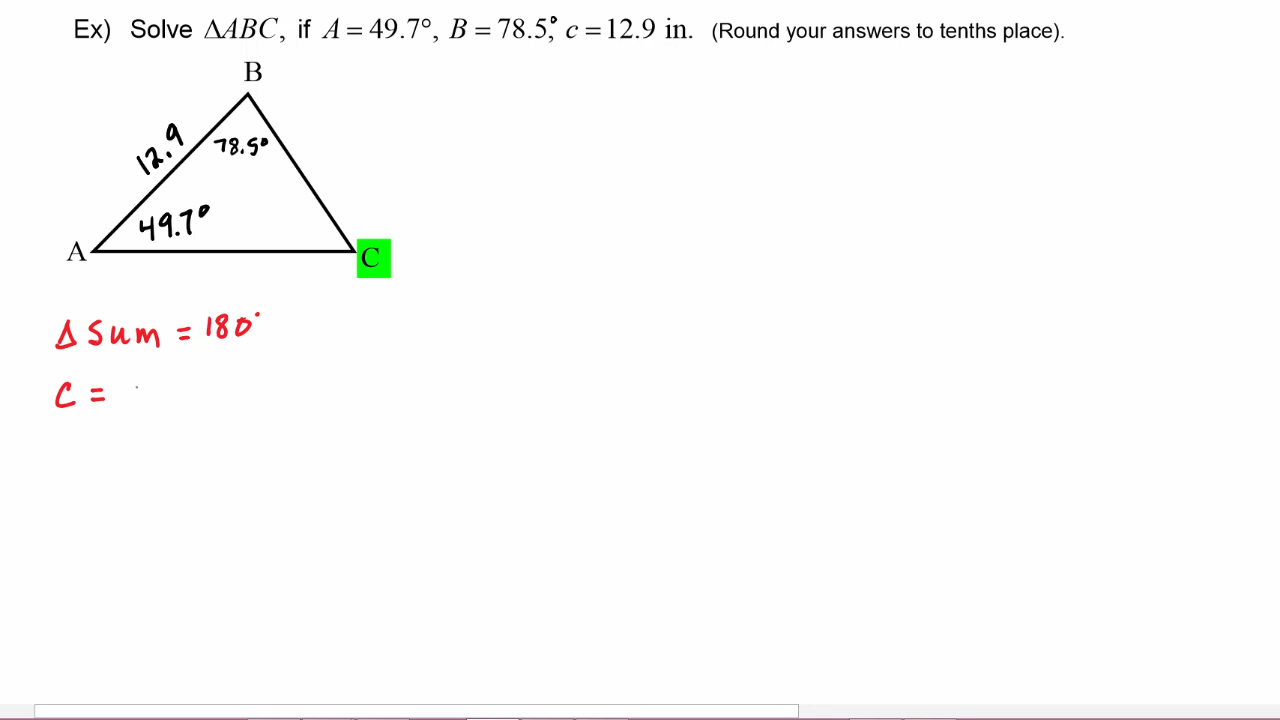 Ex) Solve ΔABC, if A = 49.7°, B = 78.5°, c = 12.9 in. (Round your answers to tenths place).
B
12.9
78.5°
49.7°
A
C
Δ Sum = 180°
C =